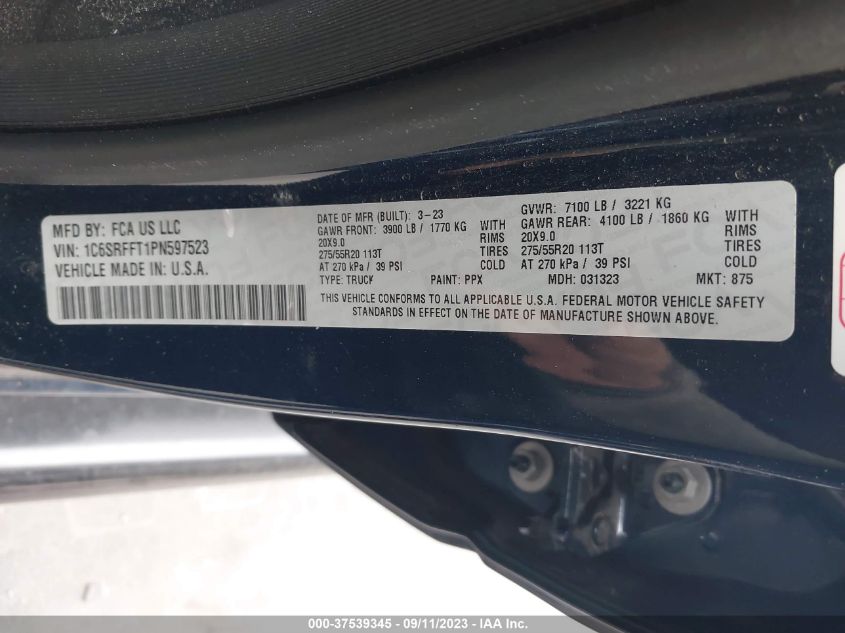 MFD BY: FCA US LLC
VIN: 1C6SRFFT1PN597523
VEHICLE MADE IN U.S.A.
DATE OF MFR (BUILT): 3-23
GAWR FRONT: 3900 LB / 1770 KG WITH
20X9.0 RIMS
275/55R20 113T TIRES
AT 270 kPa / 39 PSI COLD
GVWR: 7100 LB / 3221 KG
GAWR REAR: 4100 LB / 1860 KG WITH
20X9.0 RIMS
275/55R20 113T TIRES
AT 270 kPa / 39 PSI COLD
TYPE: TRUCK PAINT: PPX MDH: 031323 MKT: 875
THIS VEHICLE CONFORMS TO ALL APPLICABLE U.S.A. FEDERAL MOTOR VEHICLE SAFETY
STANDARDS IN EFFECT ON THE DATE OF MANUFACTURE SHOWN ABOVE.
000-37539345 - 09/11/2023 - IAA Inc.